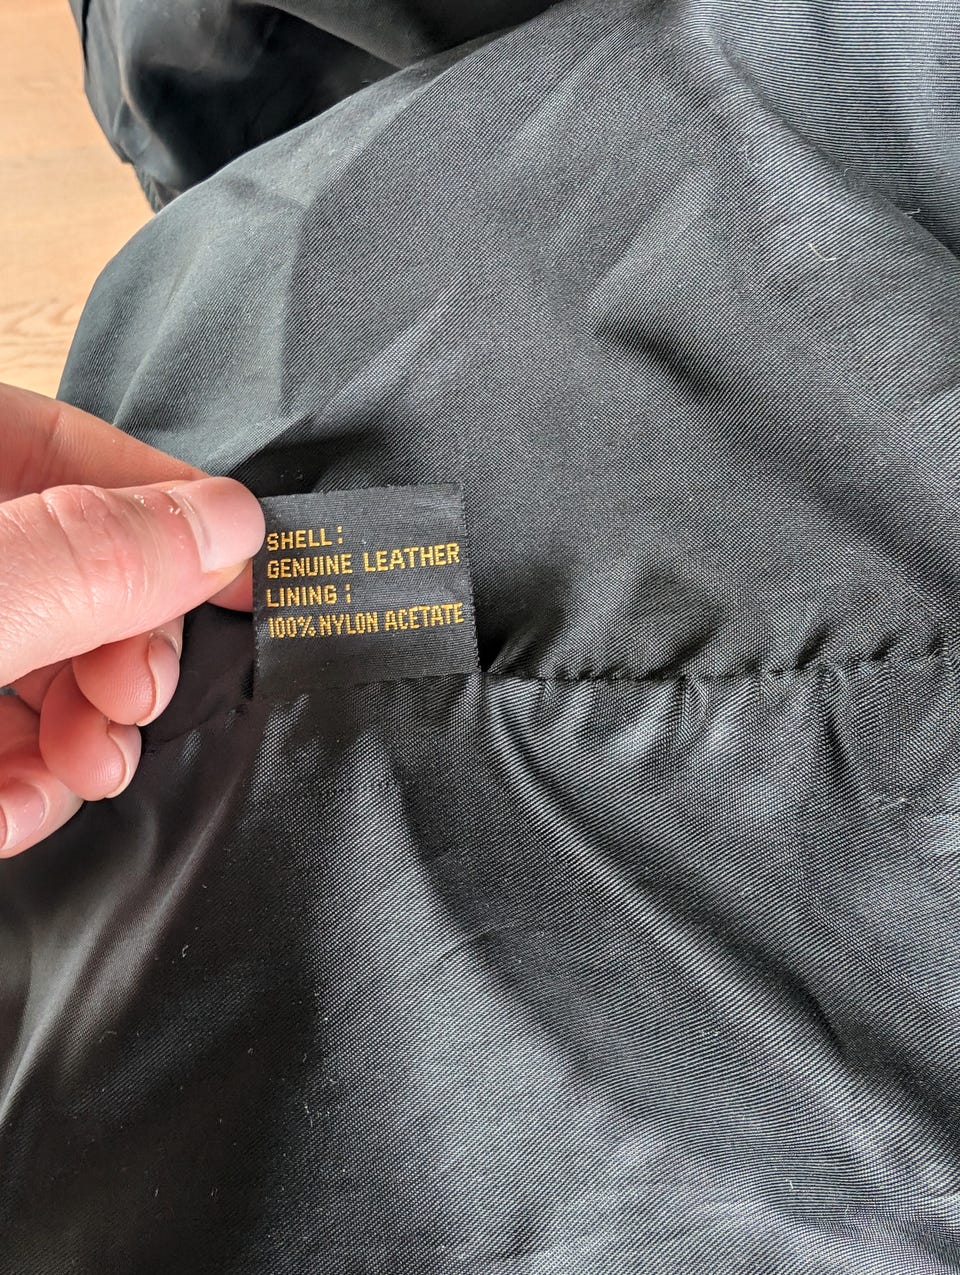 SHELL:
GENUINE LEATHER
LINING:
100% NYLON ACETATE